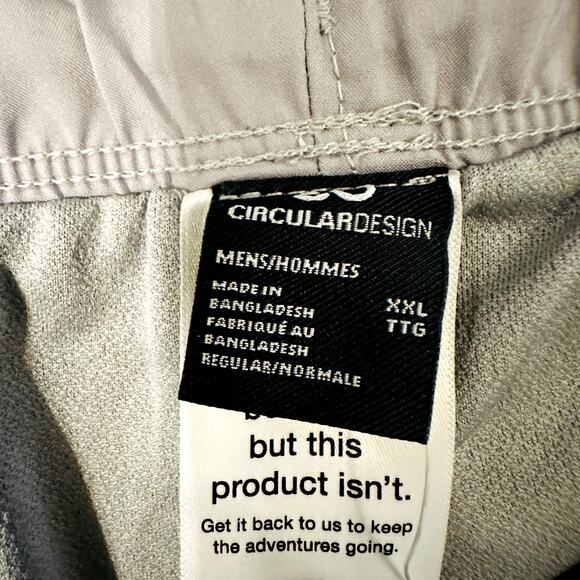 CIRCULARDESIGN
MENS/HOMMES
MADE IN
BANGLADESH
FABRIQUÉ AU
BANGLADESH
REGULAR/NORMALE
XXL
TTG
but this
product isn't.
Get it back to us to keep
the adventures going.